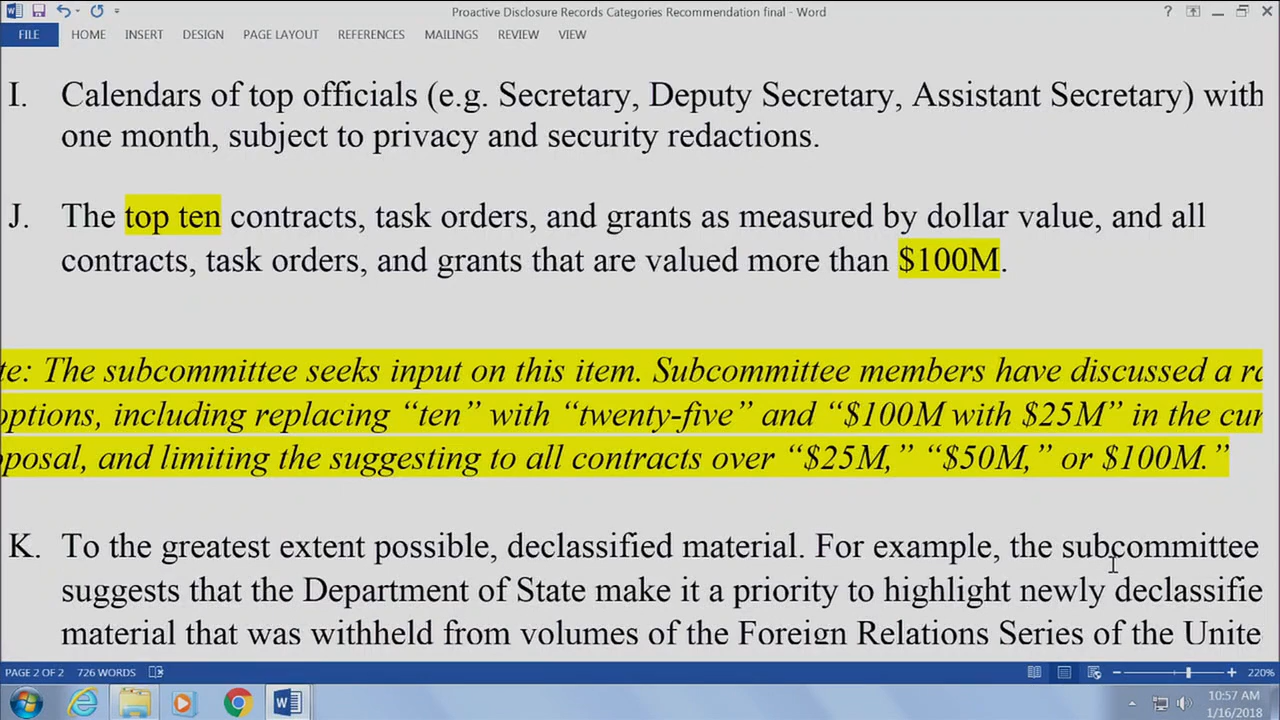 Proactive Disclosure Records Categories Recommendation final - Word
FILE HOME INSERT DESIGN PAGE LAYOUT REFERENCES MAILINGS REVIEW VIEW
I. Calendars of top officials (e.g. Secretary, Deputy Secretary, Assistant Secretary) with
one month, subject to privacy and security redactions.
J. The top ten contracts, task orders, and grants as measured by dollar value, and all
contracts, task orders, and grants that are valued more than $100M.
te: The subcommittee seeks input on this item. Subcommittee members have discussed a ra
options, including replacing “ten” with “twenty-five” and “$100M with $25M” in the cur
posal, and limiting the suggesting to all contracts over “$25M,” “$50M,” or $100M.”
K. To the greatest extent possible, declassified material. For example, the subcommittee
suggests that the Department of State make it a priority to highlight newly declassifie
material that was withheld from volumes of the Foreign Relations Series of the Unite
PAGE 2 OF 2 726 WORDS 220%
10:57 AM
1/16/2018